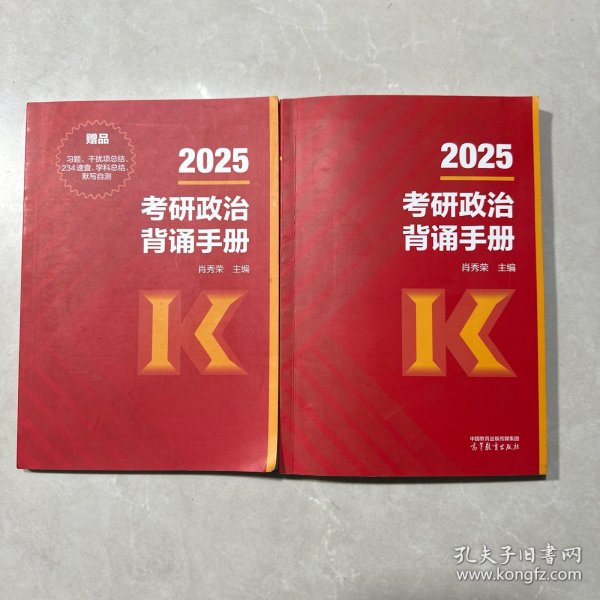 赠品
习题、干扰项总结、
234速查、学科总结、
默写自测
2025
考研政治
背诵手册
肖秀荣 主编
K
2025
考研政治
背诵手册
肖秀荣 主编
K
中国教育出版传媒集团
高等教育出版社
孔夫子旧书网
www.kongfz.com